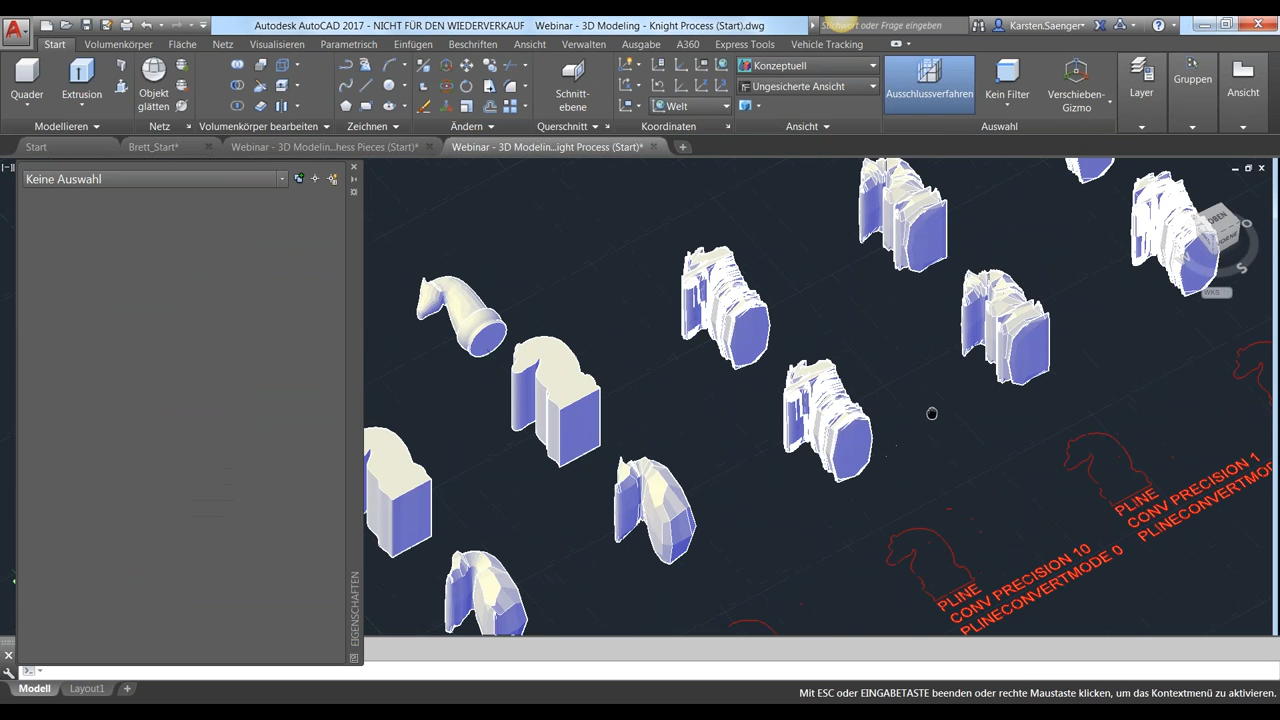 Autodesk AutoCAD 2017 - NICHT FÜR DEN WIEDERVERKAUF Webinar - 3D Modeling - Knight Process (Start).dwg
Stichwort oder Frage eingeben
Karsten.Saenger
Start Volumenkörper Fläche Netz Visualisieren Parametrisch Einfügen Beschriften Ansicht Verwalten Ausgabe A360 Express Tools Vehicle Tracking
Quader
Extrusion
Objekt
glätten
Schnitt-
ebene
Welt
Konzeptuell
Ungesicherte Ansicht
Ausschlussverfahren
Kein Filter
Verschieben-
Gizmo
Layer
Gruppen
Ansicht
Modellieren Netz Volumenkörper bearbeiten Zeichnen Ändern Querschnitt Koordinaten Ansicht Auswahl
Start
Brett_Start*
Webinar - 3D Modelin...hess Pieces (Start)*
Webinar - 3D Modelin...ight Process (Start)*
Keine Auswahl
OBEN
S
WKS
PLINE
CONV PRECISION 1
PLINECONVERTMODE
PLINE
CONV PRECISION 10
PLINECONVERTMODE 0
EIGENSCHAFTEN
Modell
Layout1
Mit ESC oder EINGABETASTE beenden oder rechte Maustaste klicken, um das Kontextmenü zu aktivieren.